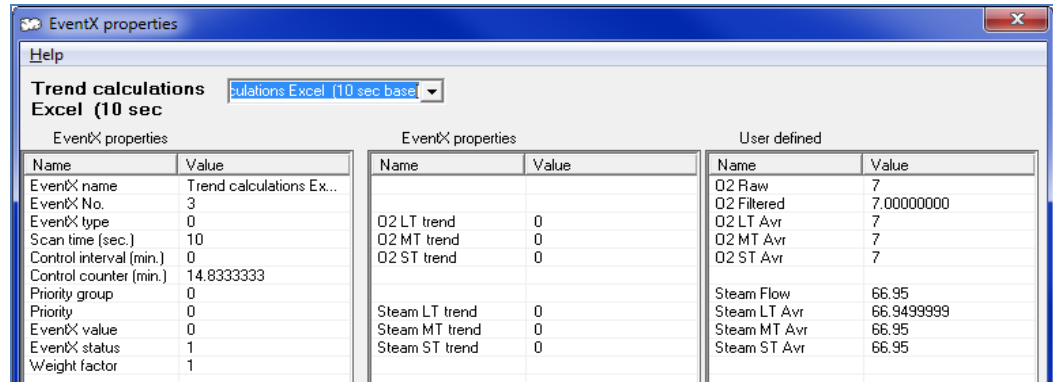 EventX properties
Help
Trend calculations
Excel (10 sec
culations Excel (10 sec base)
EventX properties
Name Value
EventX name Trend calculations Ex...
EventX No. 3
EventX type 0
Scan time (sec.) 10
Control interval (min.) 0
Control counter (min.) 14.8333333
Priority group 0
Priority 0
EventX value 0
EventX status 1
Weight factor 1
EventX properties
Name Value
O2 LT trend 0
O2 MT trend 0
O2 ST trend 0
Steam LT trend 0
Steam MT trend 0
Steam ST trend 0
User defined
Name Value
O2 Raw 7
O2 Filtered 7.00000000
O2 LT Avr 7
O2 MT Avr 7
O2 ST Avr 7
Steam Flow 66.95
Steam LT Avr 66.9499999
Steam MT Avr 66.95
Steam ST Avr 66.95